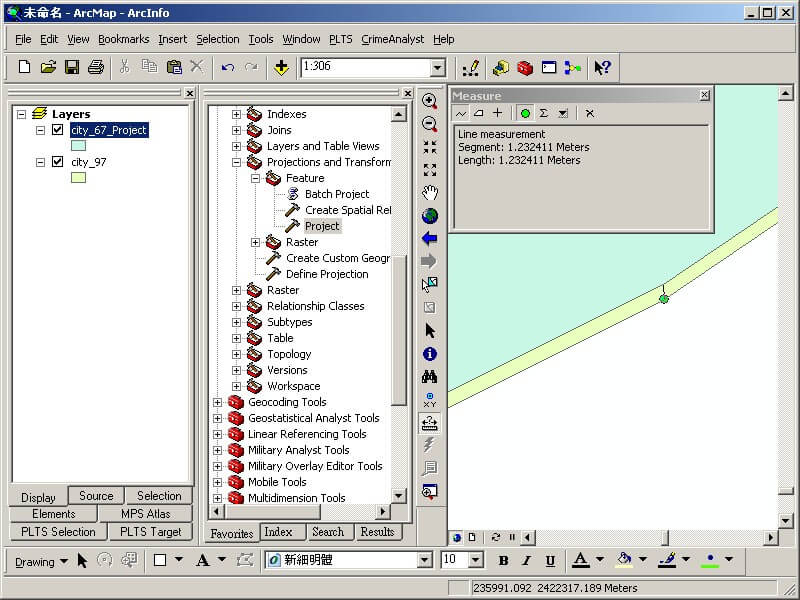 未命名 - ArcMap - ArcInfo
File Edit View Bookmarks Insert Selection Tools Window PLTS CrimeAnalyst Help
1:306
Layers
city_67_Project
city_97
Display Source Selection
Elements MPS Atlas
PLTS Selection PLTS Target
Indexes
Joins
Layers and Table Views
Projections and Transform
Feature
Batch Project
Create Spatial Rel
Project
Raster
Create Custom Geogr
Define Projection
Raster
Relationship Classes
Subtypes
Table
Topology
Versions
Workspace
Geocoding Tools
Geostatistical Analyst Tools
Linear Referencing Tools
Military Analyst Tools
Military Overlay Editor Tools
Mobile Tools
Multidimension Tools
Favorites Index Search Results
XY
Measure
Σ
Line measurement
Segment: 1.232411 Meters
Length: 1.232411 Meters
Drawing A 新細明體 10 B I U A
235991.092 2422317.189 Meters